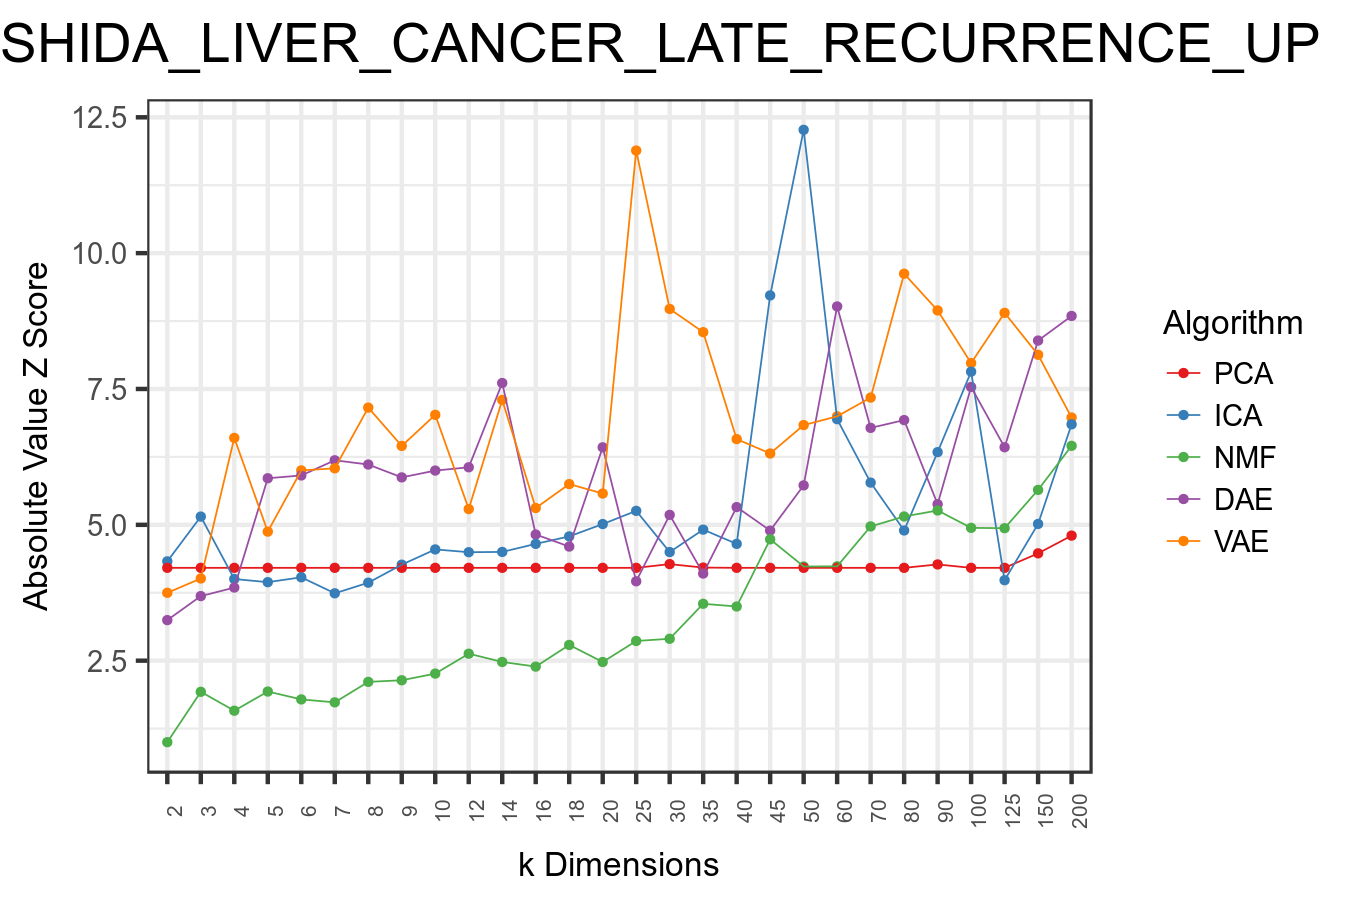 SHIDA_LIVER_CANCER_LATE_RECURRENCE_UP
12.5
10.0
7.5
5.0
2.5
Absolute Value Z Score
2 3 4 5 6 7 8 9 10 12 14 16 18 20 25 30 35 40 45 50 60 70 80 90 100 125 150 200
k Dimensions
Algorithm
PCA
ICA
NMF
DAE
VAE